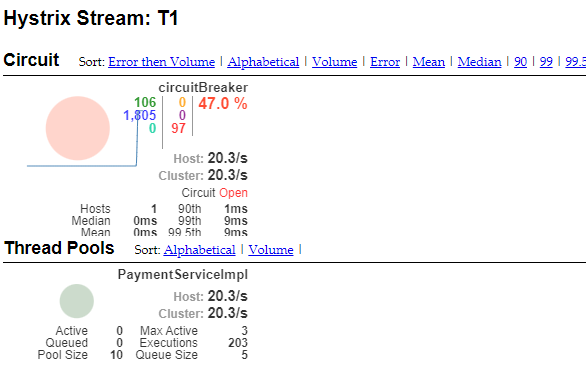 Hystrix Stream: T1
Circuit Sort: Error then Volume | Alphabetical | Volume | Error | Mean | Median | 90 | 99 | 99.5
circuitBreaker
106 0 47.0 %
1,805 0
0 97
Host: 20.3/s
Cluster: 20.3/s
Circuit Open
Hosts 1 90th 1ms
Median 0ms 99th 9ms
Mean 0ms 99.5th 9ms
Thread Pools Sort: Alphabetical | Volume |
PaymentServiceImpl
Host: 20.3/s
Cluster: 20.3/s
Active 0 Max Active 3
Queued 0 Executions 203
Pool Size 10 Queue Size 5